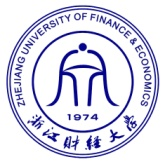 ZHEJIANG UNIVERSITY OF FINANCE & ECONOMICS
1974
浙江财经大学